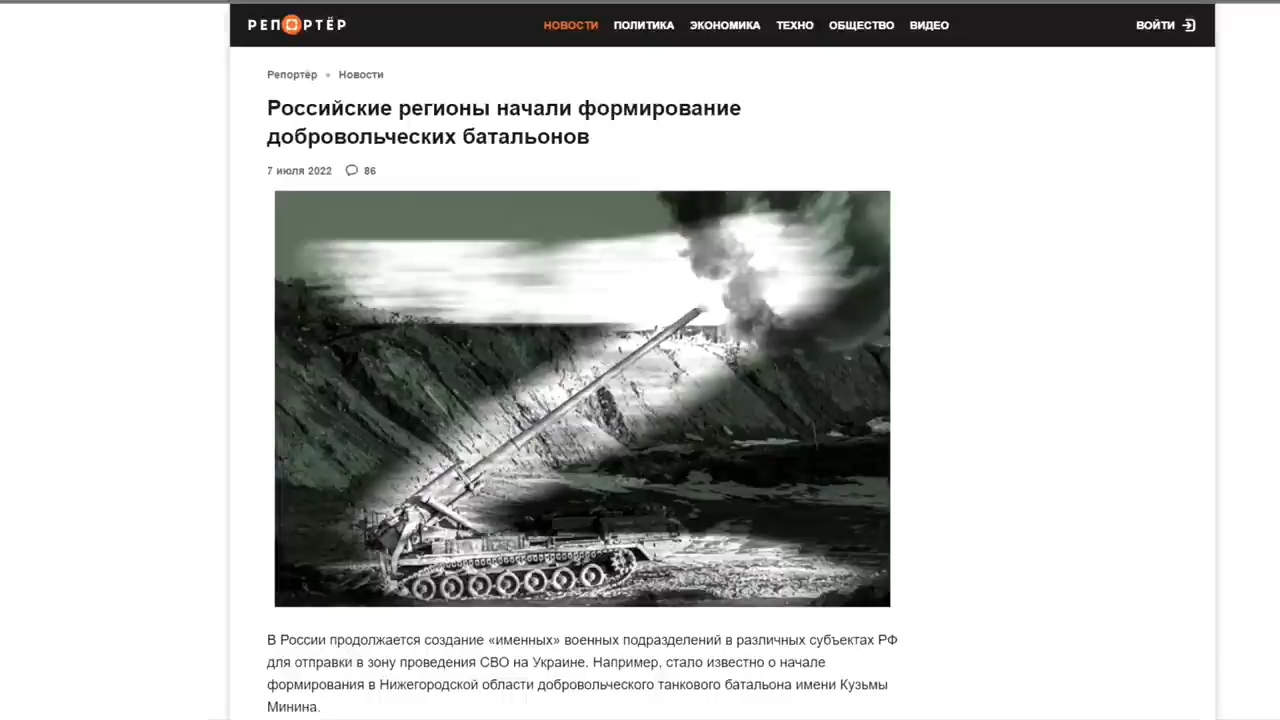 РЕПОРТЁР
НОВОСТИ ПОЛИТИКА ЭКОНОМИКА ТЕХНО ОБЩЕСТВО ВИДЕО
ВОЙТИ
Репортёр • Новости
Российские регионы начали формирование
добровольческих батальонов
7 июля 2022 86
В России продолжается создание «именных» военных подразделений в различных субъектах РФ
для отправки в зону проведения СВО на Украине. Например, стало известно о начале
формирования в Нижегородской области добровольческого танкового батальона имени Кузьмы
Минина.